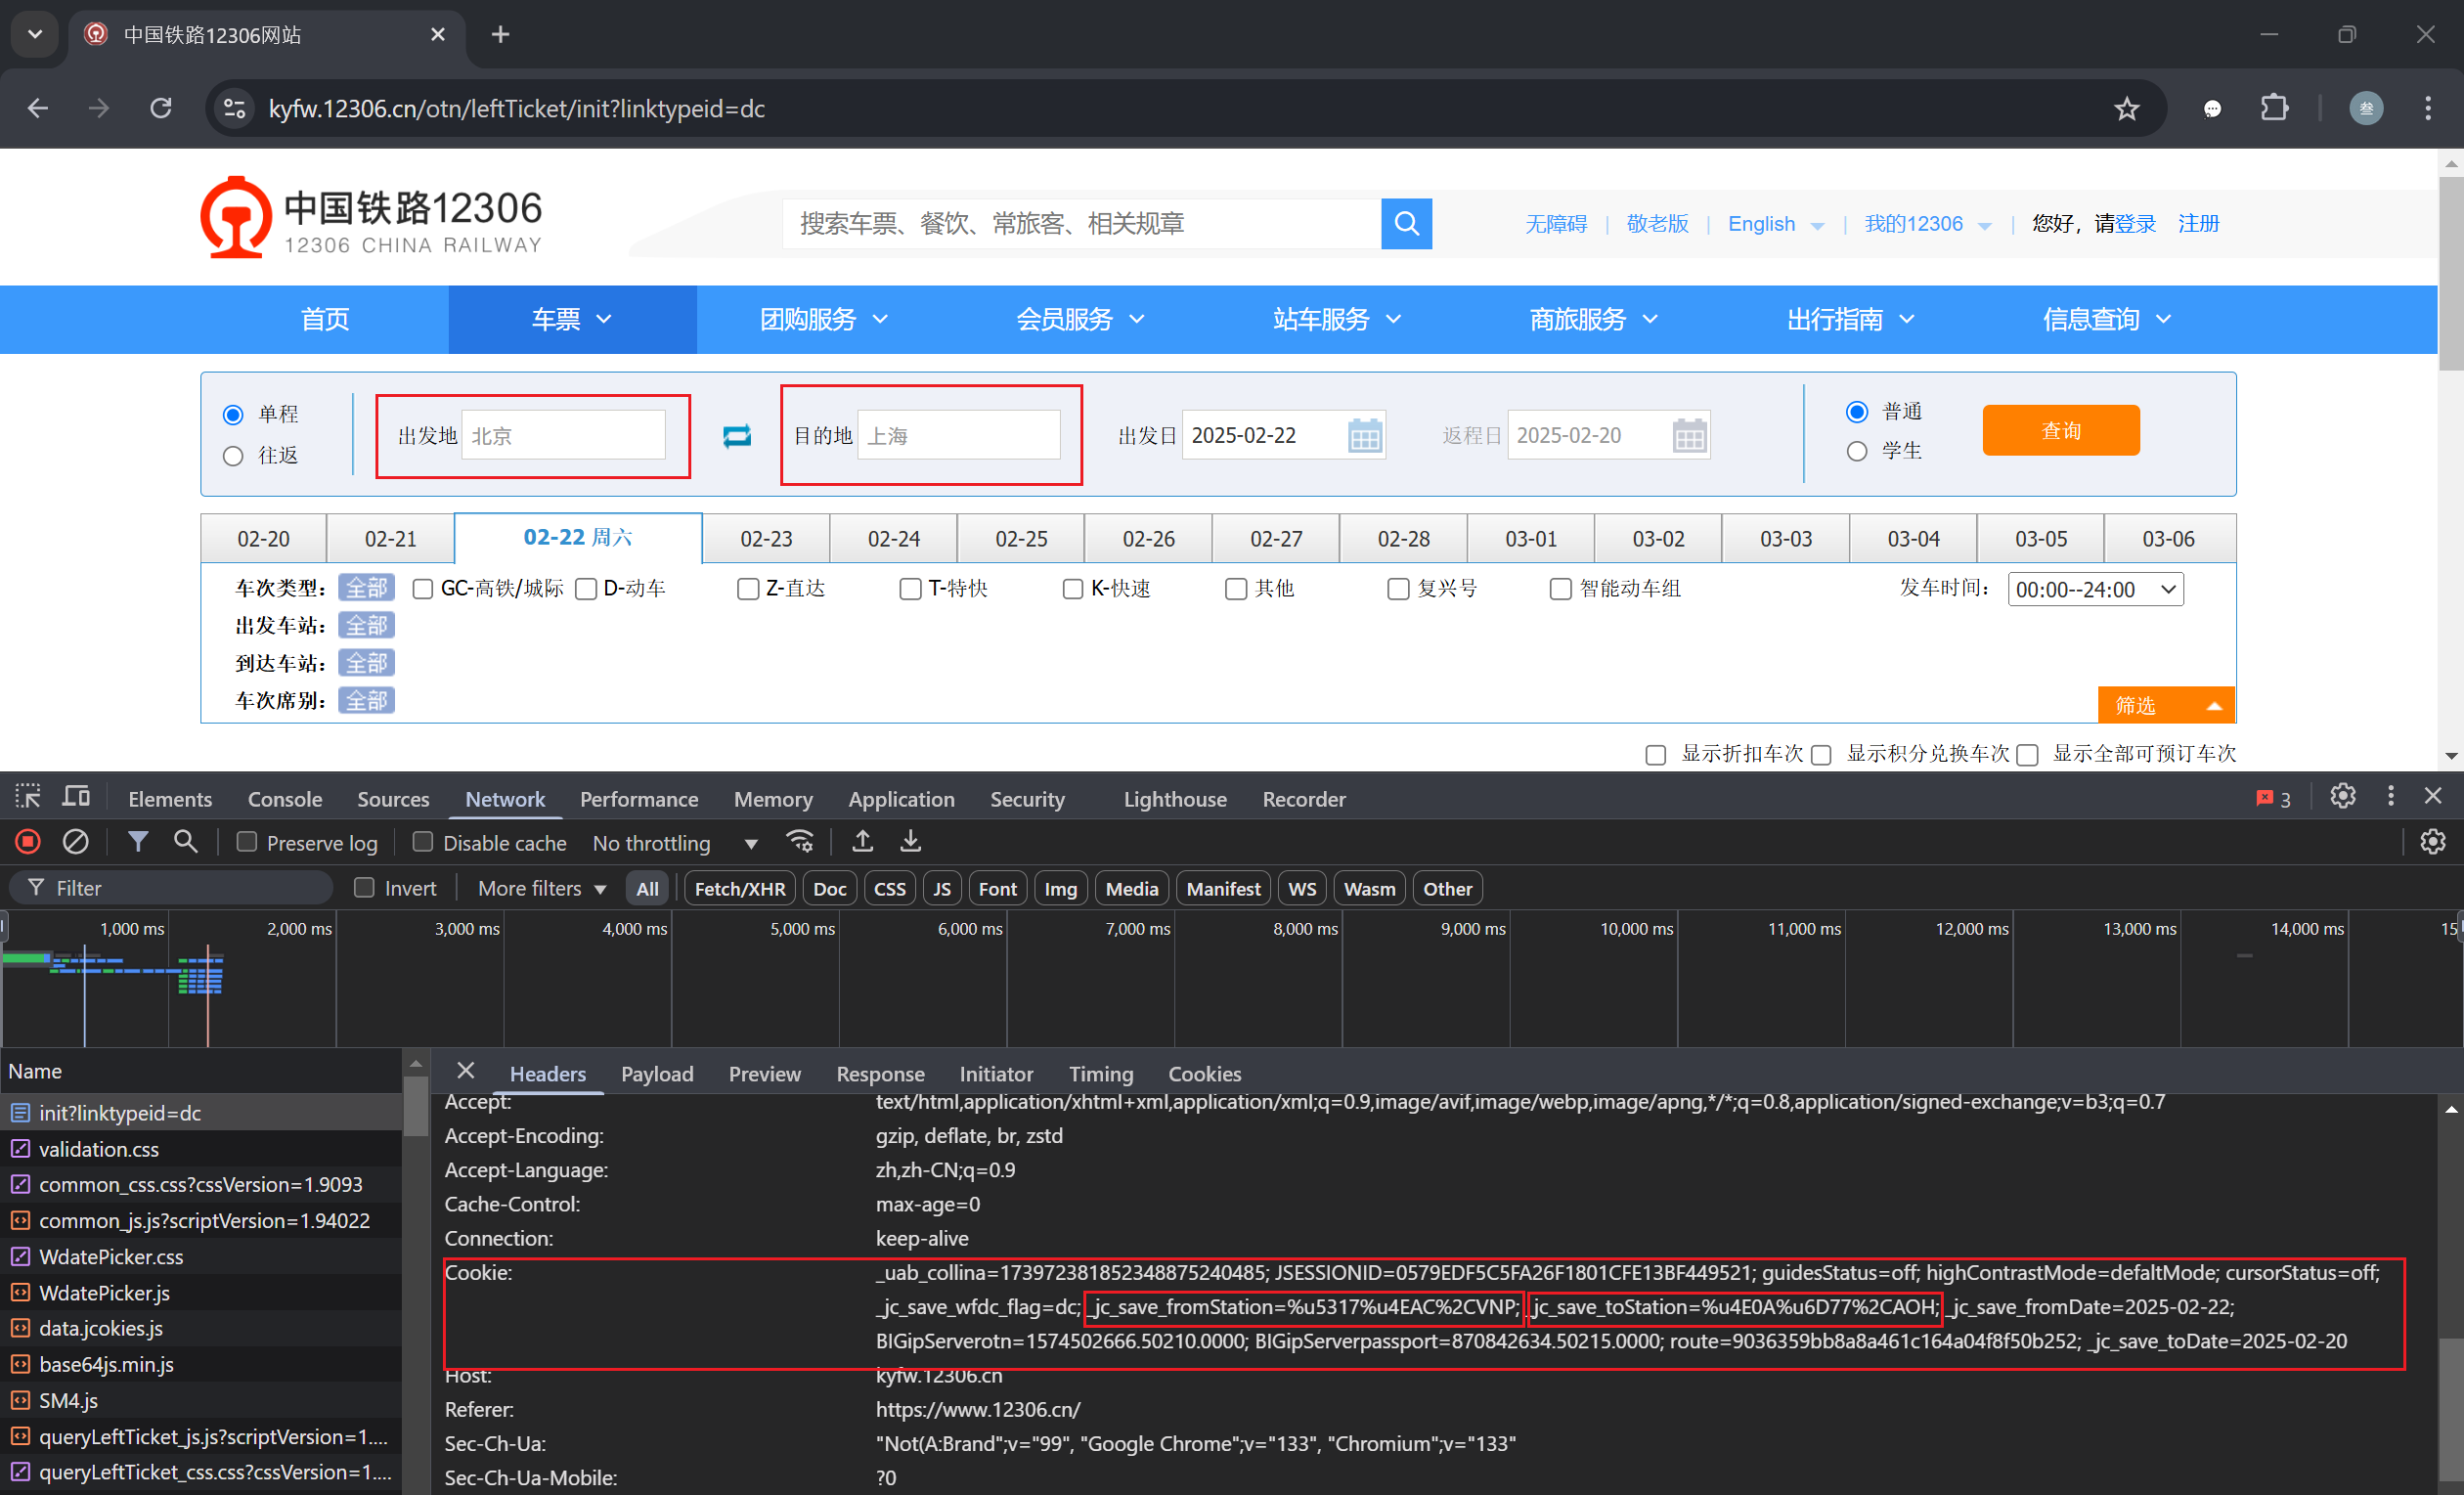 中国铁路12306网站
kyfw.12306.cn/otn/leftTicket/init?linktypeid=dc
叁
中国铁路12306
12306 CHINA RAILWAY
搜索车票、餐饮、常旅客、相关规章
无障碍 | 敬老版 | English | 我的12306 | 您好，请登录 注册
首页 车票 团购服务 会员服务 站车服务 商旅服务 出行指南 信息查询
单程
往返
出发地 北京
目的地 上海
出发日 2025-02-22
返程日 2025-02-20
普通
学生
查询
02-20 02-21 02-22 周六 02-23 02-24 02-25 02-26 02-27 02-28 03-01 03-02 03-03 03-04 03-05 03-06
车次类型： 全部 GC-高铁/城际 D-动车 Z-直达 T-特快 K-快速 其他 复兴号 智能动车组 发车时间： 00:00--24:00
出发车站： 全部
到达车站： 全部
车次席别： 全部
筛选
显示折扣车次 显示积分兑换车次 显示全部可预订车次
Elements Console Sources Network Performance Memory Application Security Lighthouse Recorder 3
Preserve log Disable cache No throttling
Filter Invert More filters All Fetch/XHR Doc CSS JS Font Img Media Manifest WS Wasm Other
1,000 ms 2,000 ms 3,000 ms 4,000 ms 5,000 ms 6,000 ms 7,000 ms 8,000 ms 9,000 ms 10,000 ms 11,000 ms 12,000 ms 13,000 ms 14,000 ms 15
Name
init?linktypeid=dc
validation.css
common_css.css?cssVersion=1.9093
common_js.js?scriptVersion=1.94022
WdatePicker.css
WdatePicker.js
data.jcokies.js
base64js.min.js
SM4.js
queryLeftTicket_js.js?scriptVersion=1....
queryLeftTicket_css.css?cssVersion=1....
Headers Payload Preview Response Initiator Timing Cookies
Accept: text/html,application/xhtml+xml,application/xml;q=0.9,image/avif,image/webp,image/apng,*/*;q=0.8,application/signed-exchange;v=b3;q=0.7
Accept-Encoding: gzip, deflate, br, zstd
Accept-Language: zh,zh-CN;q=0.9
Cache-Control: max-age=0
Connection: keep-alive
Cookie: _uab_collina=173972381852348875240485; JSESSIONID=0579EDF5C5FA26F1801CFE13BF449521; guidesStatus=off; highContrastMode=defaltMode; cursorStatus=off;
_jc_save_wfdc_flag=dc; _jc_save_fromStation=%u5317%u4EAC%2CVNP; _jc_save_toStation=%u4E0A%u6D77%2CAOH; _jc_save_fromDate=2025-02-22;
BIGipServerotn=1574502666.50210.0000; BIGipServerpassport=870842634.50215.0000; route=9036359bb8a8a461c164a04f8f50b252; _jc_save_toDate=2025-02-20
Host: kyfw.12306.cn
Referer: https://www.12306.cn/
Sec-Ch-Ua: "Not(A:Brand";v="99", "Google Chrome";v="133", "Chromium";v="133"
Sec-Ch-Ua-Mobile: ?0